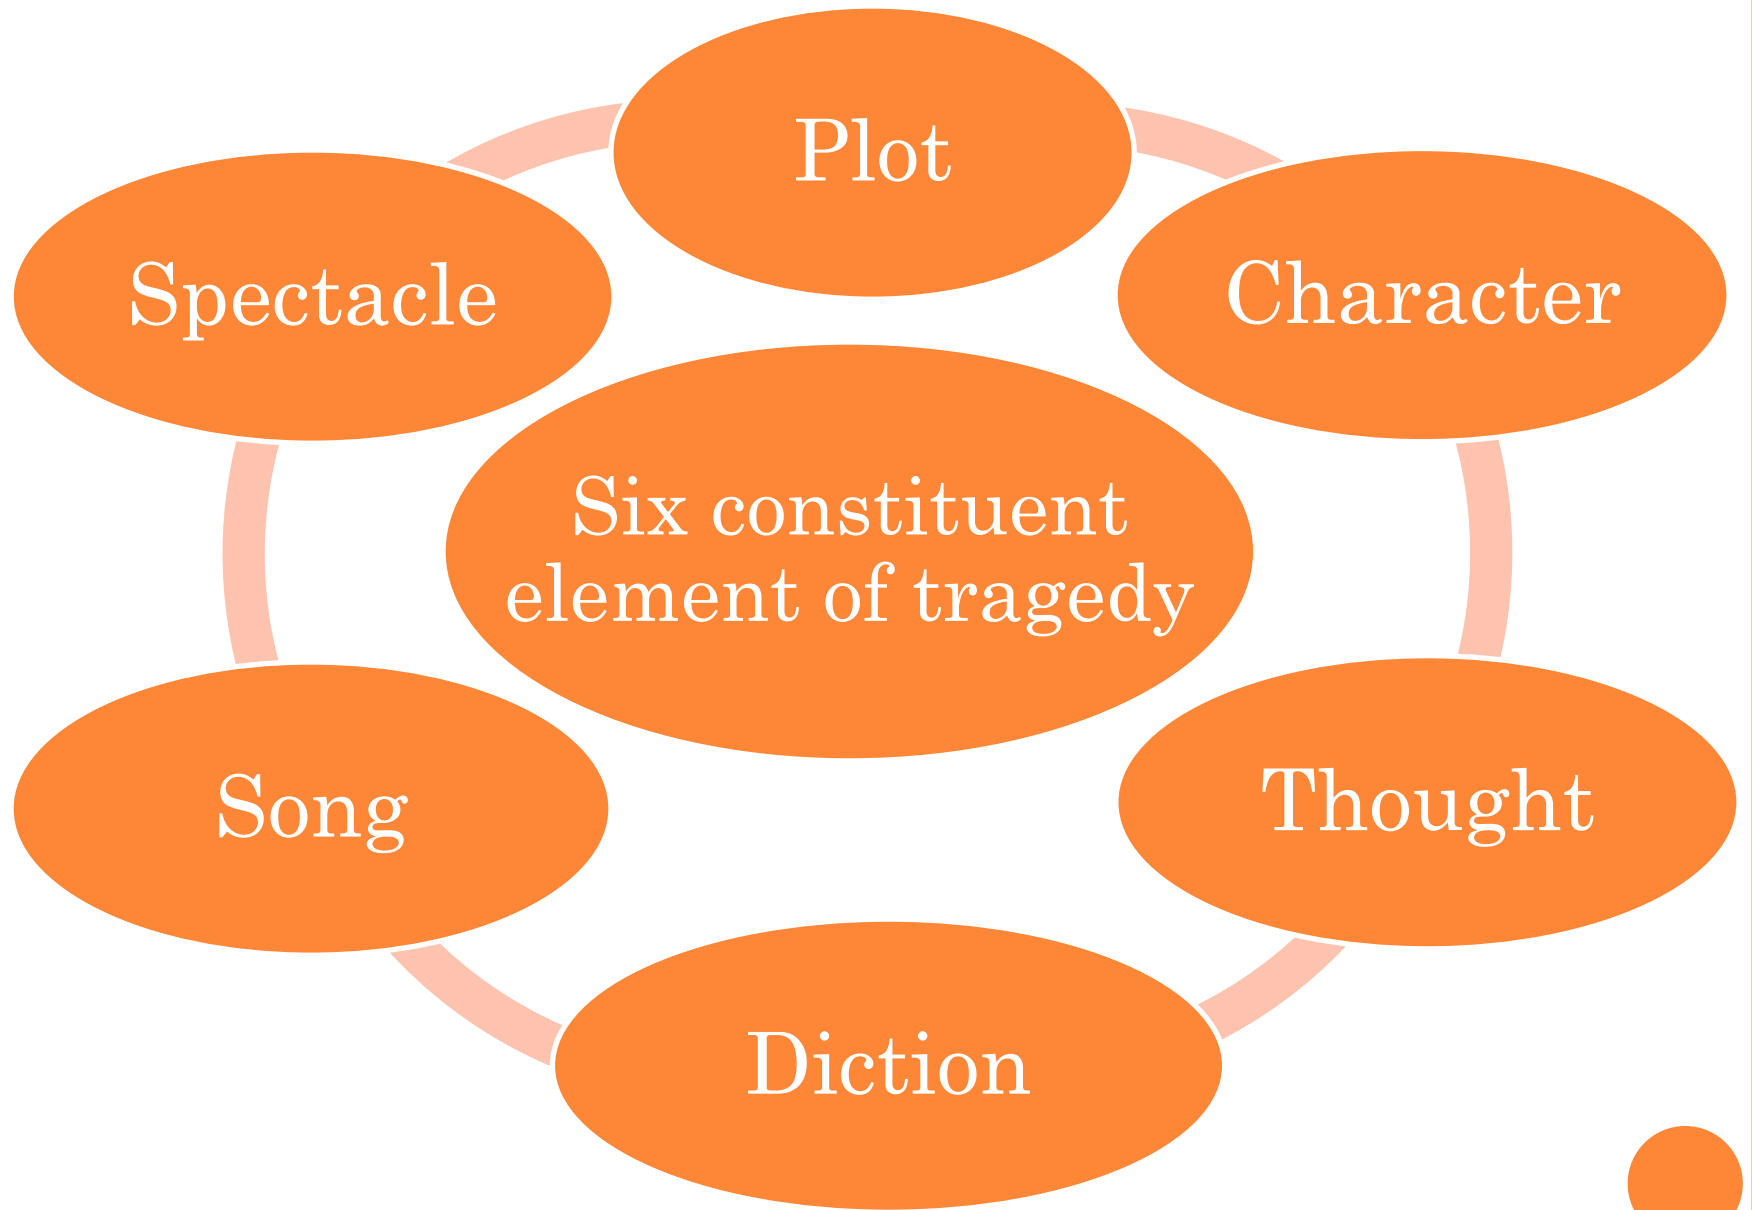 Plot
Character
Thought
Diction
Song
Spectacle
Six constituent
element of tragedy